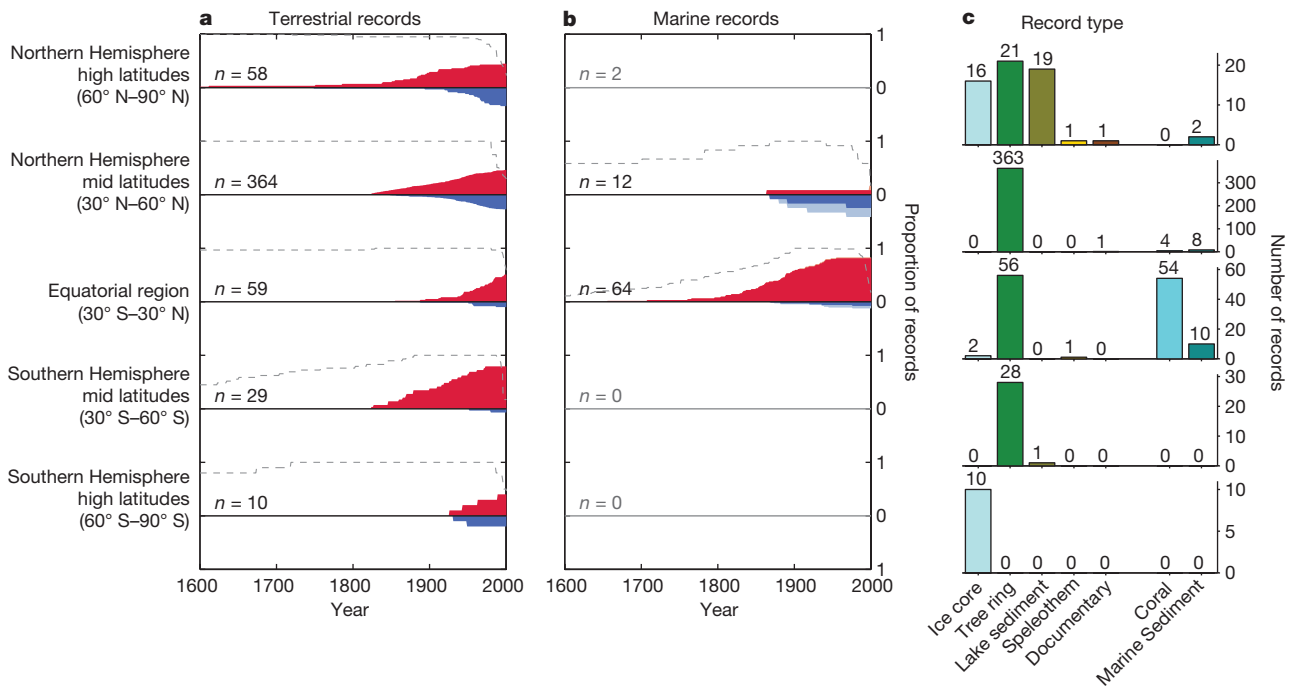 a Terrestrial records
b Marine records
c Record type
Northern Hemisphere
high latitudes
(60° N–90° N)
n = 58
n = 2
1
0
16
21
19
1
1
0
2
20
10
0
Northern Hemisphere
mid latitudes
(30° N–60° N)
n = 364
n = 12
1
0
0
363
0
0
1
4
8
300
200
100
0
Equatorial region
(30° S–30° N)
n = 59
n = 64
1
0
2
56
0
1
0
54
10
60
40
20
0
Southern Hemisphere
mid latitudes
(30° S–60° S)
n = 29
n = 0
1
0
0
28
1
0
0
0
0
30
20
10
0
Southern Hemisphere
high latitudes
(60° S–90° S)
n = 10
n = 0
1
0
1
10
0
0
0
0
0
0
10
5
0
Proportion of records
Number of records
1600 1700 1800 1900 2000
Year
1600 1700 1800 1900 2000
Year
Ice core
Tree ring
Lake sediment
Speleothem
Documentary
Coral
Marine Sediment